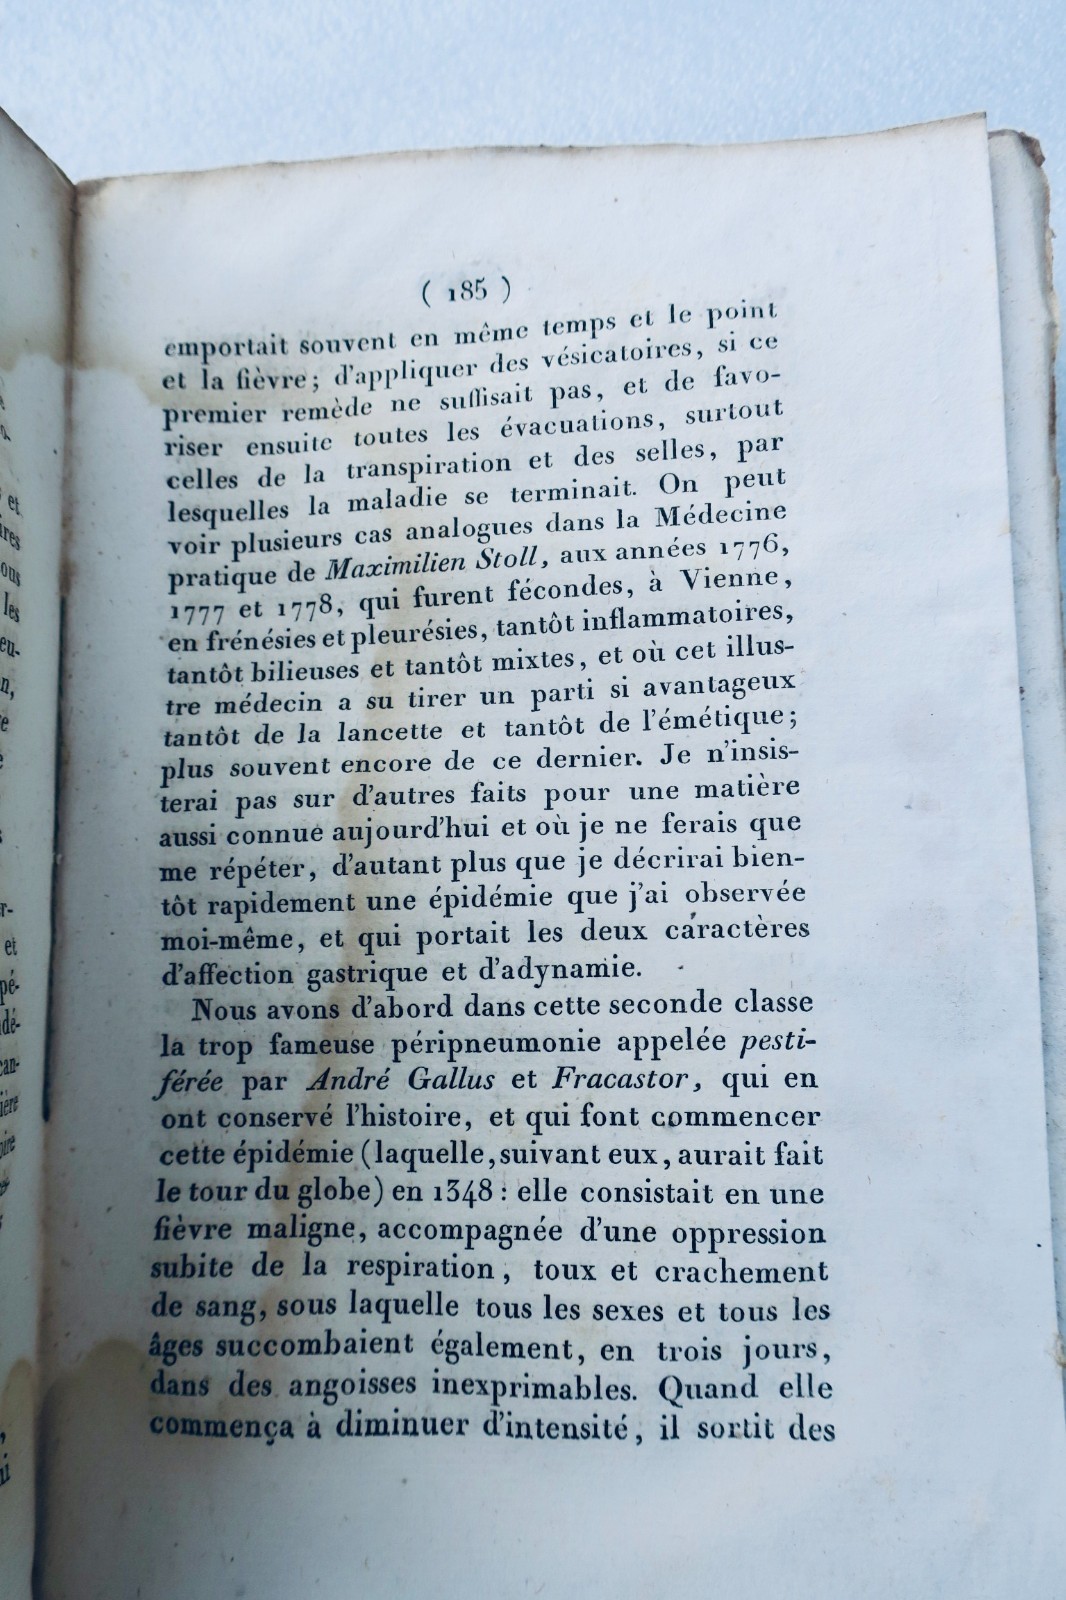 ( 185 )
emportait souvent en même temps et le point
et la fièvre; d'appliquer des vésicatoires, si ce
premier remède ne suffisait pas, et de favo-
riser ensuite toutes les évacuations, surtout
celles de la transpiration et des selles, par
lesquelles la maladie se terminait. On peut
voir plusieurs cas analogues dans la Médecine
pratique de Maximilien Stoll, aux années 1776,
1777 et 1778, qui furent fécondes, à Vienne,
en frénésies et pleurésies, tantôt inflammatoires,
tantôt bilieuses et tantôt mixtes, et où cet illus-
tre médecin a su tirer un parti si avantageux
tantôt de la lancette et tantôt de l'émétique;
plus souvent encore de ce dernier. Je n'insis-
terai pas sur d'autres faits pour une matière
aussi connue aujourd'hui et où je ne ferais que
me répéter, d'autant plus que je décrirai bien-
tôt rapidement une épidémie que j'ai observée
moi-même, et qui portait les deux caractères
d'affection gastrique et d'adynamie.
Nous avons d'abord dans cette seconde classe
la trop fameuse péripneumonie appelée pesti-
férée par André Gallus et Fracastor, qui en
ont conservé l'histoire, et qui font commencer
cette épidémie (laquelle, suivant eux, aurait fait
le tour du globe) en 1348 : elle consistait en une
fièvre maligne, accompagnée d'une oppression
subite de la respiration, toux et crachement
de sang, sous laquelle tous les sexes et tous les
âges succombaient également, en trois jours,
dans des angoisses inexprimables. Quand elle
commença à diminuer d'intensité, il sortit des